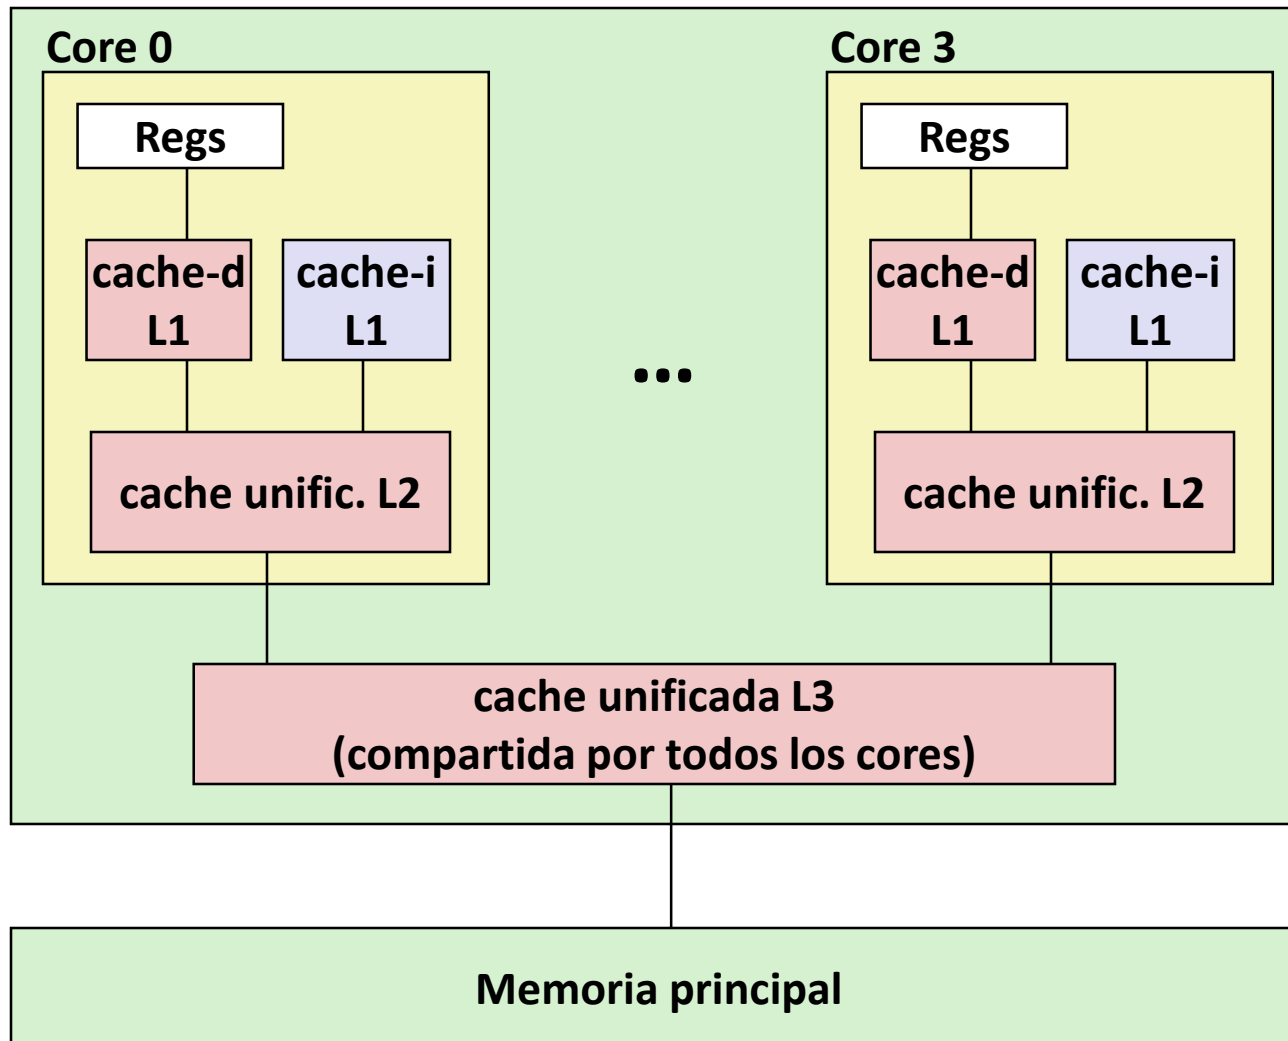 Core 0
Core 3
Regs
Regs
cache-d
L1
cache-i
L1
...
cache-d
L1
cache-i
L1
cache unific. L2
cache unific. L2
cache unificada L3
(compartida por todos los cores)
Memoria principal